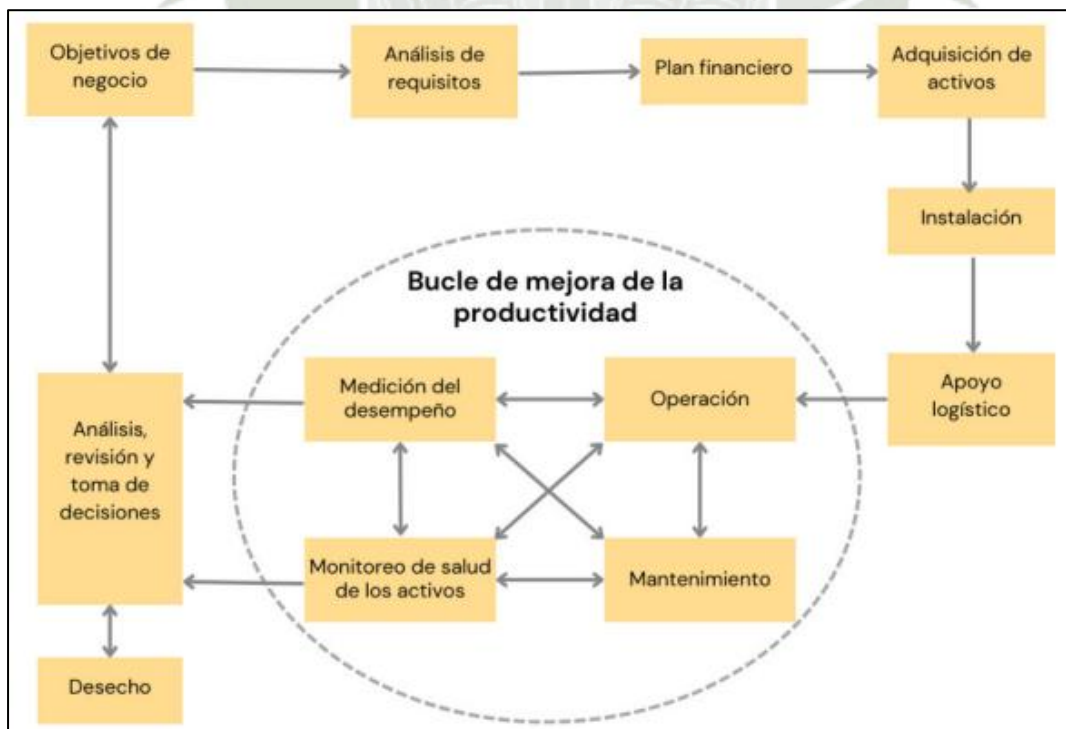 Objetivos de
negocio
Análisis de
requisitos
Plan financiero
Adquisición de
activos
Instalación
Bucle de mejora de la
productividad
Medición del
desempeño
Operación
Apoyo
logístico
Análisis,
revisión y
toma de
decisiones
Monitoreo de salud
de los activos
Mantenimiento
Desecho